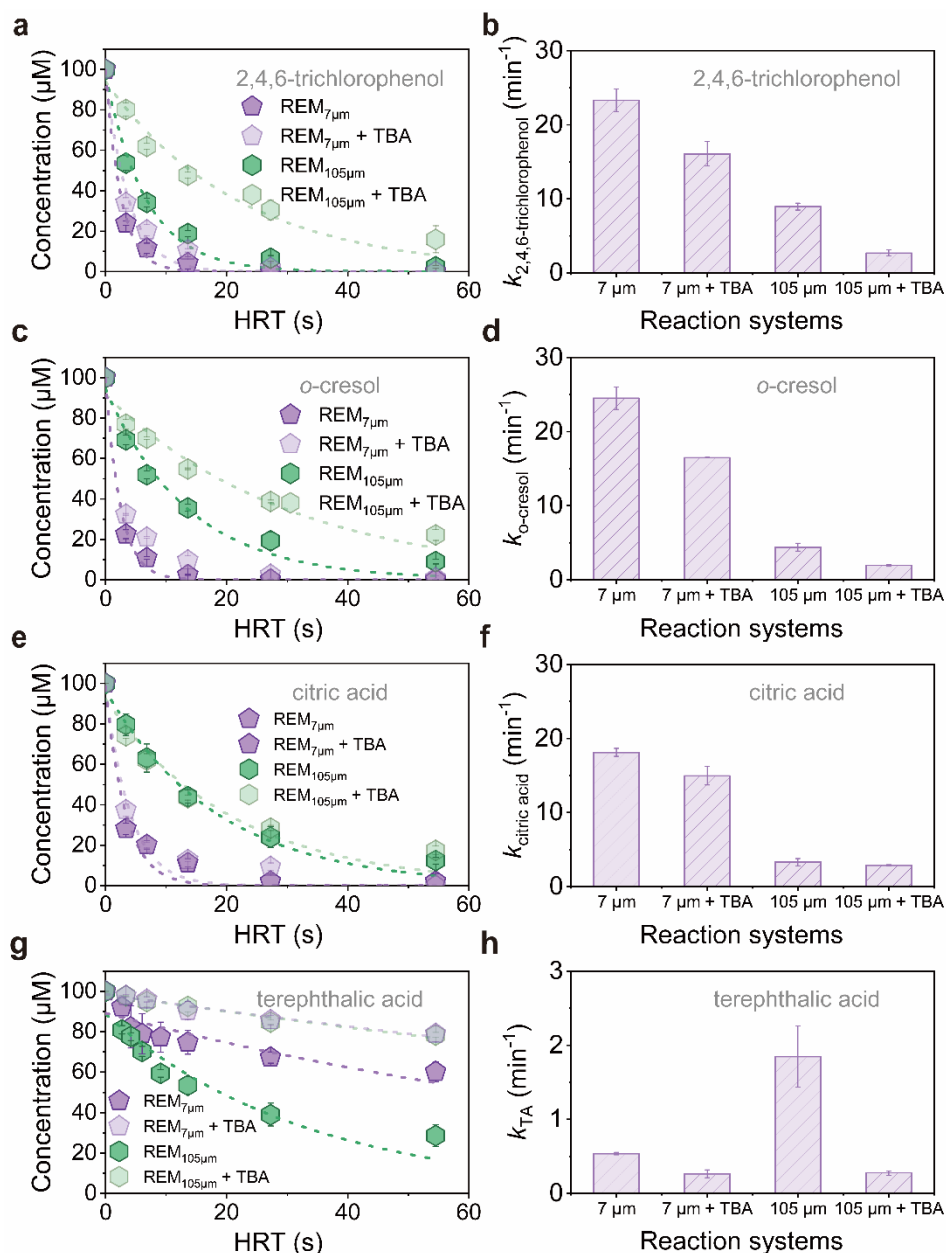 a
Concentration (µM)
100
80
60
40
20
0
0 20 40 60
HRT (s)
2,4,6-trichlorophenol
REM7µm
REM7µm + TBA
REM105µm
REM105µm + TBA
b
k2,4,6-trichlorophenol (min-1)
30
20
10
0
2,4,6-trichlorophenol
7 µm 7 µm + TBA 105 µm 105 µm + TBA
Reaction systems
c
Concentration (µM)
100
80
60
40
20
0
0 20 40 60
HRT (s)
o-cresol
REM7µm
REM7µm + TBA
REM105µm
REM105µm + TBA
d
ko-cresol (min-1)
30
20
10
0
o-cresol
7 µm 7 µm + TBA 105 µm 105 µm + TBA
Reaction systems
e
Concentration (µM)
100
80
60
40
20
0
0 20 40 60
HRT (s)
citric acid
REM7µm
REM7µm + TBA
REM105µm
REM105µm + TBA
f
kcitric acid (min-1)
30
20
10
0
citric acid
7 µm 7 µm + TBA 105 µm 105 µm + TBA
Reaction systems
g
Concentration (µM)
100
80
60
40
20
0
0 20 40 60
HRT (s)
terephthalic acid
REM7µm
REM7µm + TBA
REM105µm
REM105µm + TBA
h
kTA (min-1)
3
2
1
0
terephthalic acid
7 µm 7 µm + TBA 105 µm 105 µm + TBA
Reaction systems